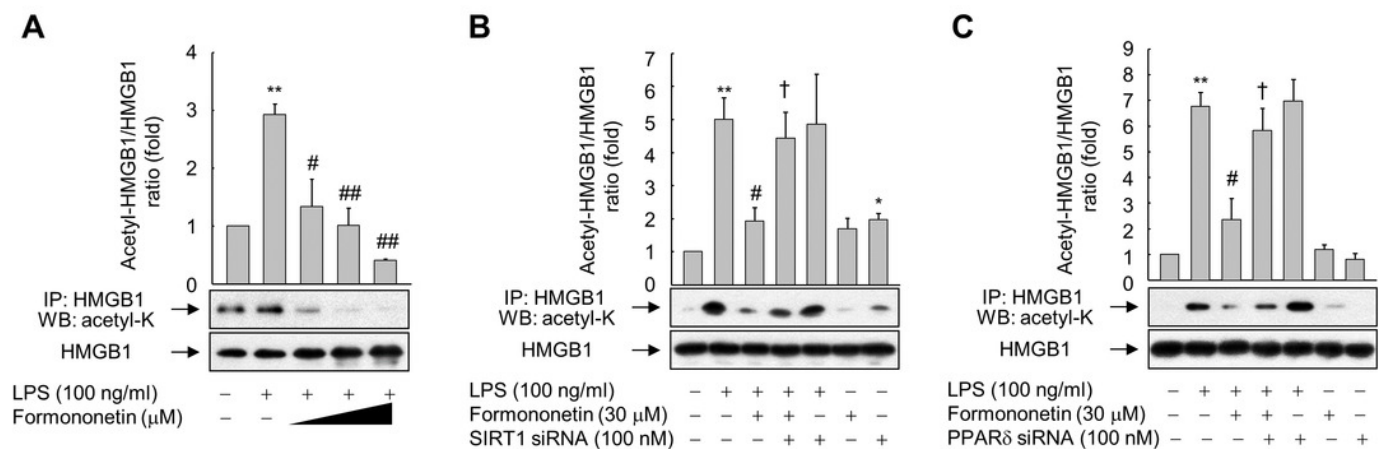 A
Acetyl-HMGB1/HMGB1
ratio (fold)
4
3
2
1
0
**
#
##
##
IP: HMGB1
WB: acetyl-K
HMGB1
LPS (100 ng/ml) – + + + +
Formononetin (μM) – –
B
Acetyl-HMGB1/HMGB1
ratio (fold)
7
6
5
4
3
2
1
0
**
#
†
*
IP: HMGB1
WB: acetyl-K
HMGB1
LPS (100 ng/ml) – + + + + – –
Formononetin (30 μM) – – + + – + –
SIRT1 siRNA (100 nM) – – – + + – +
C
Acetyl-HMGB1/HMGB1
ratio (fold)
9
8
7
6
5
4
3
2
1
0
**
#
†
IP: HMGB1
WB: acetyl-K
HMGB1
LPS (100 ng/ml) – + + + + – –
Formononetin (30 μM) – – + + – + –
PPARδ siRNA (100 nM) – – – + + – +